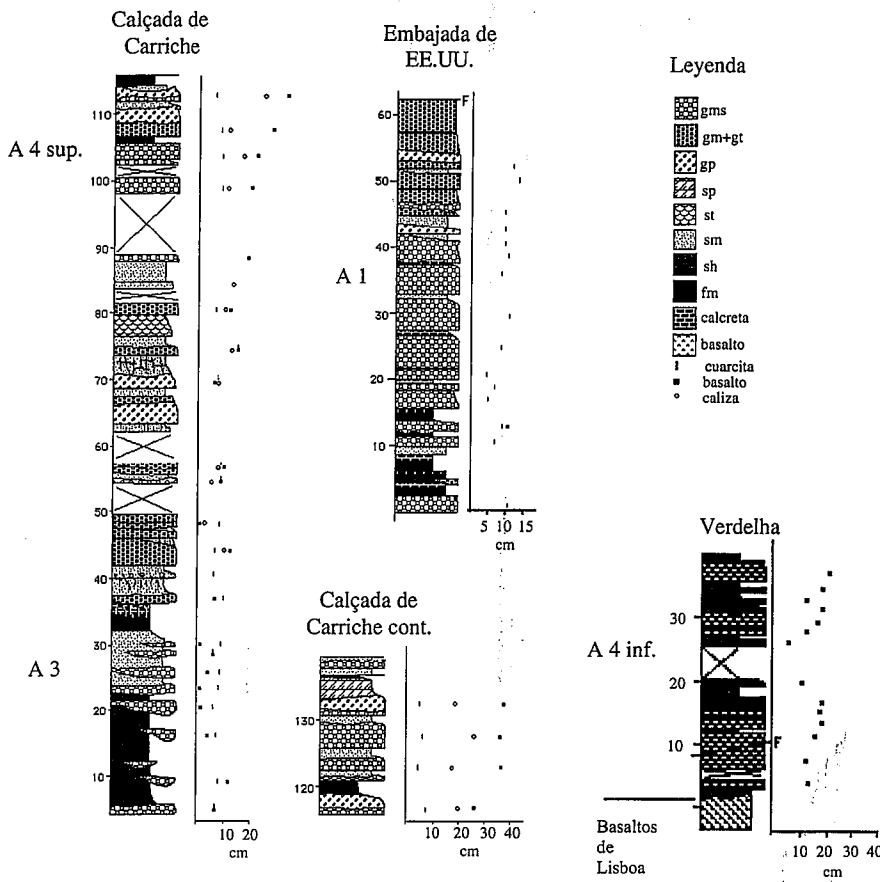 Calçada de
Carriche
A 4 sup.
A 3
110
100
90
80
70
60
50
40
30
20
10
10 20
cm
Embajada de
EE.UU.
A 1
F
60
50
40
30
20
10
5 10 15
cm
Leyenda
gms
gm+gt
gp
sp
st
sm
sh
fm
calcreta
basalto
cuarcita
basalto
caliza
Calçada de
Carriche cont.
130
120
10 20 30 40
cm
Verdelha
A 4 inf.
30
20
10
F
Basaltos
de
Lisboa
10 20 30 40
cm